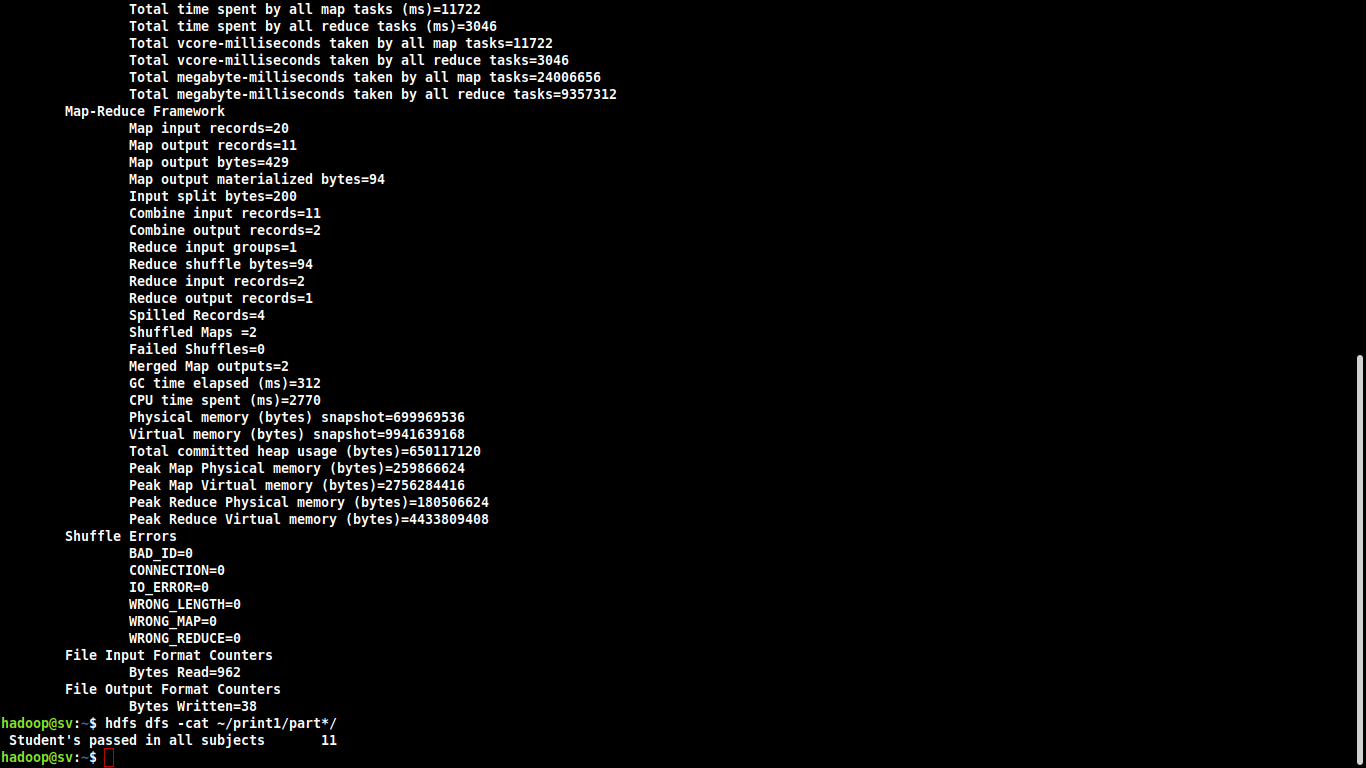 Total time spent by all map tasks (ms)=11722
Total time spent by all reduce tasks (ms)=3046
Total vcore-milliseconds taken by all map tasks=11722
Total vcore-milliseconds taken by all reduce tasks=3046
Total megabyte-milliseconds taken by all map tasks=24006656
Total megabyte-milliseconds taken by all reduce tasks=9357312
Map-Reduce Framework
Map input records=20
Map output records=11
Map output bytes=429
Map output materialized bytes=94
Input split bytes=200
Combine input records=11
Combine output records=2
Reduce input groups=1
Reduce shuffle bytes=94
Reduce input records=2
Reduce output records=1
Spilled Records=4
Shuffled Maps =2
Failed Shuffles=0
Merged Map outputs=2
GC time elapsed (ms)=312
CPU time spent (ms)=2770
Physical memory (bytes) snapshot=699969536
Virtual memory (bytes) snapshot=9941639168
Total committed heap usage (bytes)=650117120
Peak Map Physical memory (bytes)=259866624
Peak Map Virtual memory (bytes)=2756284416
Peak Reduce Physical memory (bytes)=180506624
Peak Reduce Virtual memory (bytes)=4433809408
Shuffle Errors
BAD_ID=0
CONNECTION=0
IO_ERROR=0
WRONG_LENGTH=0
WRONG_MAP=0
WRONG_REDUCE=0
File Input Format Counters
Bytes Read=962
File Output Format Counters
Bytes Written=38
hadoop@sv:~$ hdfs dfs -cat ~/print1/part*/
Student's passed in all subjects       11
hadoop@sv:~$